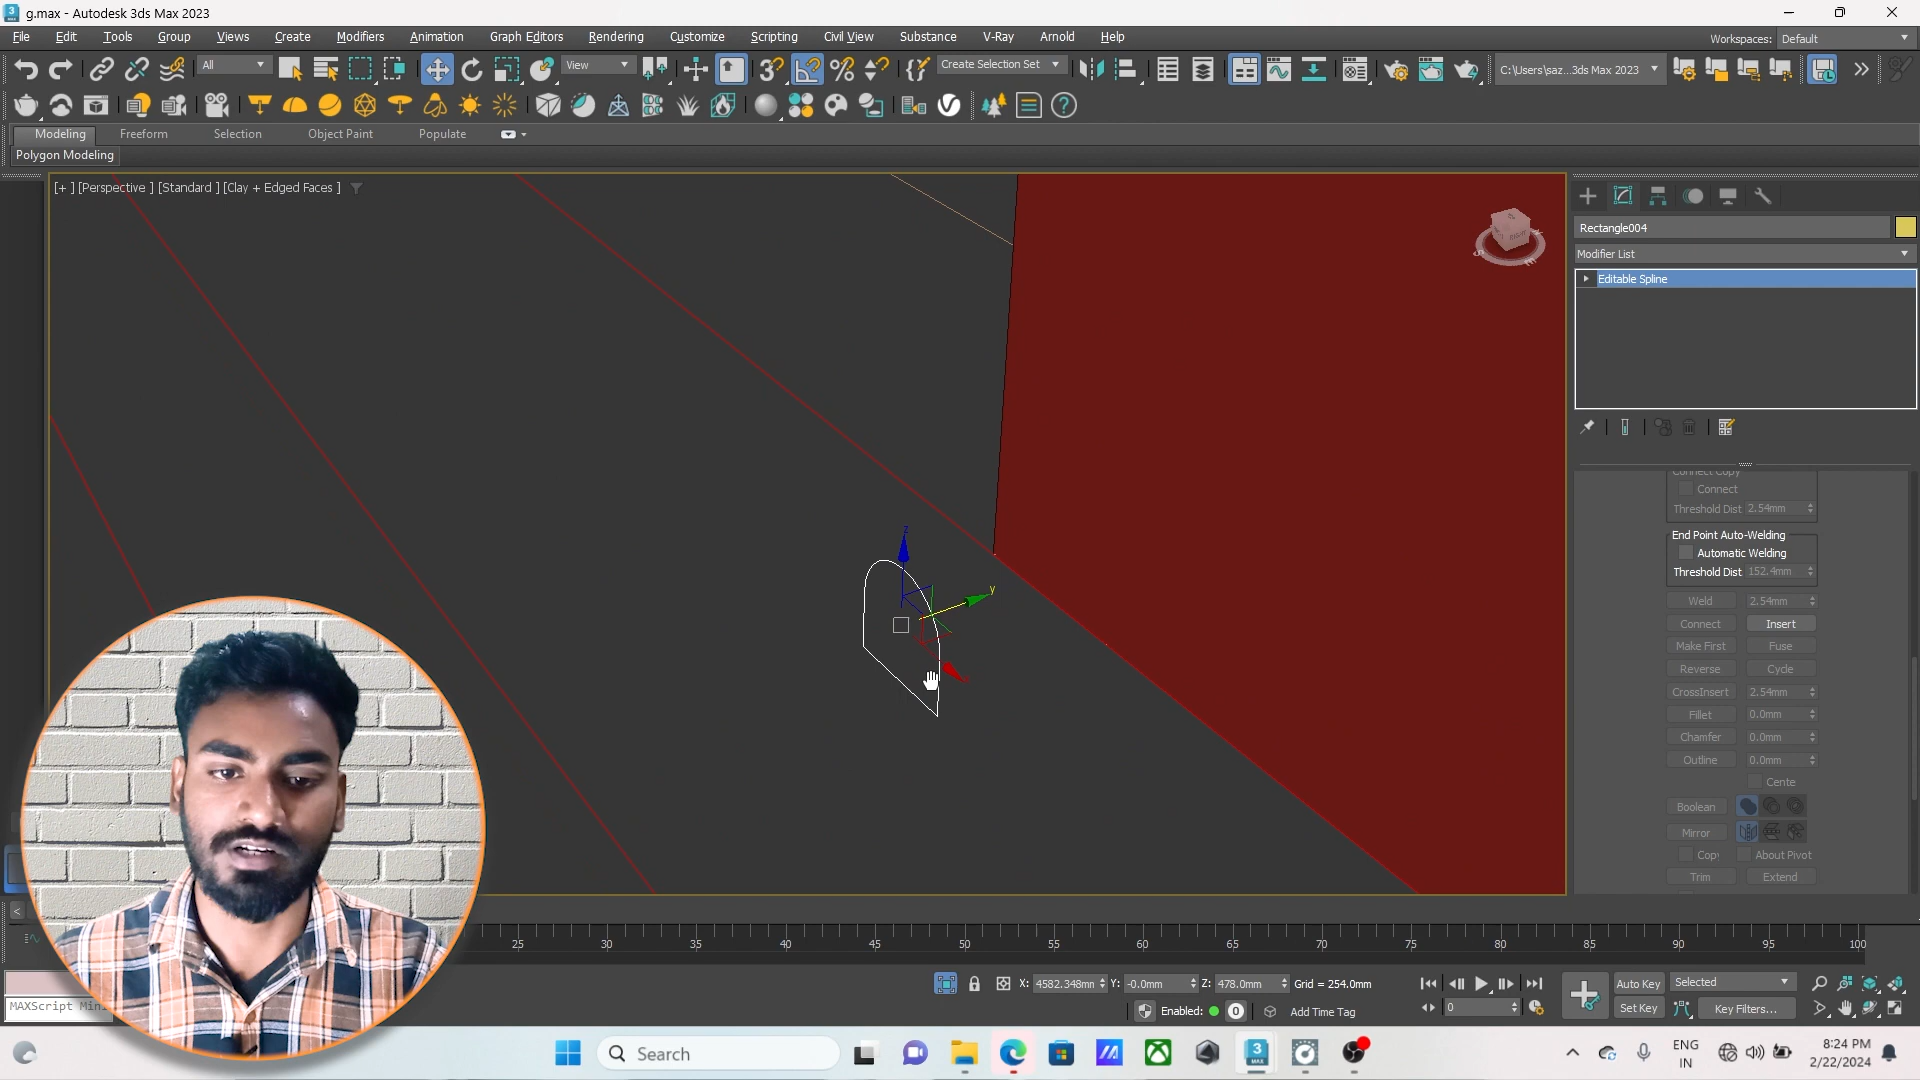 g.max - Autodesk 3ds Max 2023
File Edit Tools Group Views Create Modifiers Animation Graph Editors Rendering Customize Scripting Civil View Substance V-Ray Arnold Help
Workspaces: Default
All View Create Selection Set C:\Users\saz...3ds Max 2023
Modeling Freeform Selection Object Paint Populate
Polygon Modeling
[+ ] [Perspective ] [Standard ] [Clay + Edged Faces ]
Rectangle004
Modifier List
Editable Spline
Connect Copy
Connect
Threshold Dist 2.54mm
End Point Auto-Welding
Automatic Welding
Threshold Dist 152.4mm
Weld 2.54mm
Connect Insert
Make First Fuse
Reverse Cycle
CrossInsert 2.54mm
Fillet 0.0mm
Chamfer 0.0mm
Outline 0.0mm
Cente
Boolean
Mirror
Copy About Pivot
Trim Extend
z
y
25 30 35 40 45 50 55 60 65 70 75 80 85 90 95 100
X: 4582.348mm Y: -0.0mm Z: 478.0mm Grid = 254.0mm
Auto Key Selected
MAXScript Mini
Enabled: 0 Add Time Tag
0
Set Key Key Filters...
Search
ENG
IN
8:24 PM
2/22/2024